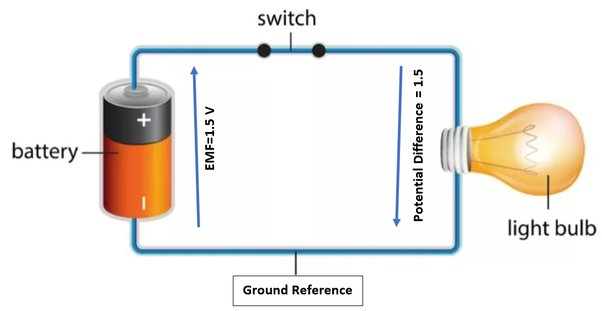 switch
battery
+
EMF=1.5 V
Potential Difference = 1.5
light bulb
Ground Reference